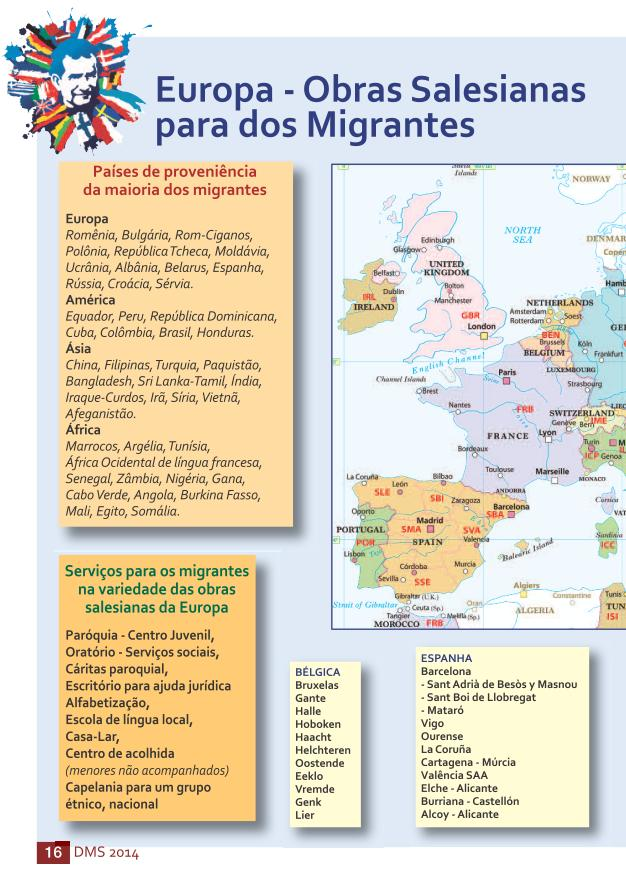 Europa - Obras Salesianas
para dos Migrantes
Países de proveniência
da maioria dos migrantes
Europa
Romênia, Bulgária, Rom-Ciganos,
Polônia, República Tcheca, Moldávia,
Ucrânia, Albânia, Belarus, Espanha,
Rússia, Croácia, Sérvia.
América
Equador, Peru, República Dominicana,
Cuba, Colômbia, Brasil, Honduras.
Ásia
China, Filipinas, Turquia, Paquistão,
Bangladesh, Sri Lanka-Tamil, Índia,
Iraque-Curdos, Irã, Síria, Vietnã,
Afeganistão.
África
Marrocos, Argélia, Tunísia,
África Ocidental de língua francesa,
Senegal, Zâmbia, Nigéria, Gana,
Cabo Verde, Angola, Burkina Fasso,
Mali, Egito, Somália.
Serviços para os migrantes
na variedade das obras
salesianas da Europa
Paróquia - Centro Juvenil,
Oratório - Serviços sociais,
Cáritas paroquial,
Escritório para ajuda jurídica
Alfabetização,
Escola de língua local,
Casa-Lar,
Centro de acolhida
(menores não acompanhados)
Capelania para um grupo
étnico, nacional
Islands
NORWAY
NORTH
SEA
DENMAR
Edinburgh
Glasgow
UNITED
KINGDOM
Belfast
Bolton
Dublin
Manchester
IRL
IRELAND
GBR
London
NETHERLANDS
Amsterdam
Rotterdam
Soest
BEN
Brussels
BELGIUM
Köln
Frankfurt
LUXEMBOURG
English Channel
Channel Islands
Paris
Seine
Strasbourg
Brest
Nantes
FRB
SWITZERLAND
Genève
Bern
IME
FRANCE
Lyon
Turin
ICP
Genoa
Bordeaux
Toulouse
Marseille
MONACO
ANDORRA
Corsica
VAT
La Coruña
León
Bilbao
SLE
SBI
Zaragoza
Barcelona
SBA
Oporto
PORTUGAL
POR
Lisbon
SMA
Madrid
SPAIN
SVA
Valencia
Balearic Island
Sardinia
ICC
Córdoba
Murcia
Sevilla
SSE
Gibraltar (U.K.)
Strait of Gibraltar
Ceuta (Sp.)
Tangier
Melilla (Sp.)
MOROCCO
FRB
Oran
Algiers
Constantine
ALGERIA
Tunis
TUN
ISI
BÉLGICA
Bruxelas
Gante
Halle
Hoboken
Haacht
Helchteren
Oostende
Eeklo
Vremde
Genk
Lier
ESPANHA
Barcelona
- Sant Adrià de Besòs y Masnou
- Sant Boi de Llobregat
- Mataró
Vigo
Ourense
La Coruña
Cartagena - Múrcia
Valência SAA
Elche - Alicante
Burriana - Castellón
Alcoy - Alicante
16 DMS 2014